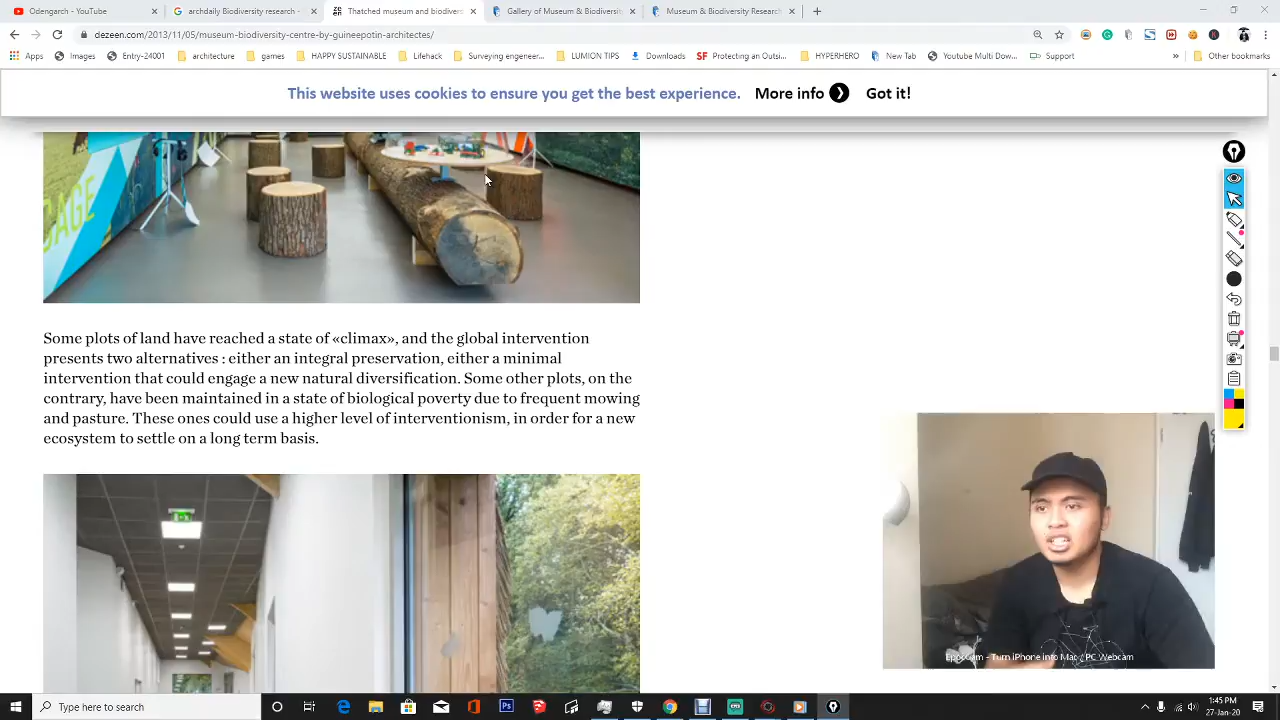 Odengarch - YouTube
archdaily Biodiversity research -
Thatched museum and biodivers
Gallery of Museum & Biodiversit
Museum & Biodiversity Research
dezeen.com/2013/11/05/museum-biodiversity-centre-by-guineepotin-architectes/
Apps
Images
Entry-24001
architecture
games
HAPPY SUSTAINABLE
Lifehack
Surveying engineer...
LUMION TIPS
Downloads
SF Protecting an Outsi...
HYPERHERO
New Tab
Youtube Multi Dow...
Support
»
Other bookmarks
This website uses cookies to ensure you get the best experience. More info Got it!
Some plots of land have reached a state of «climax», and the global intervention
presents two alternatives : either an integral preservation, either a minimal
intervention that could engage a new natural diversification. Some other plots, on the
contrary, have been maintained in a state of biological poverty due to frequent mowing
and pasture. These ones could use a higher level of interventionism, in order for a new
ecosystem to settle on a long term basis.
EpocCam - Turn iPhone into Mac / PC Webcam
Type here to search
1:45 PM
27-Jan-20